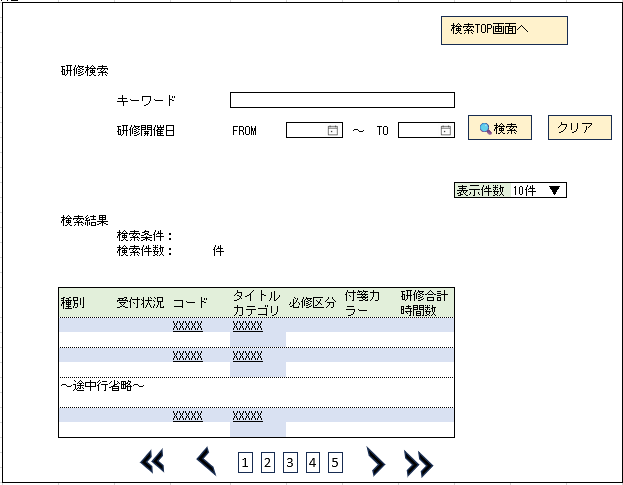 検索TOP画面へ
研修検索
キーワード
研修開催日 FROM ～ TO 検索 クリア
表示件数 10件 ▼
検索結果
検索条件：
検索件数： 件
種別 受付状況 コード タイトル 必修区分 付箋カ 研修合計
カテゴリ ラー 時間数
XXXXX XXXXX
XXXXX XXXXX
～途中行省略～
XXXXX XXXXX
1 2 3 4 5